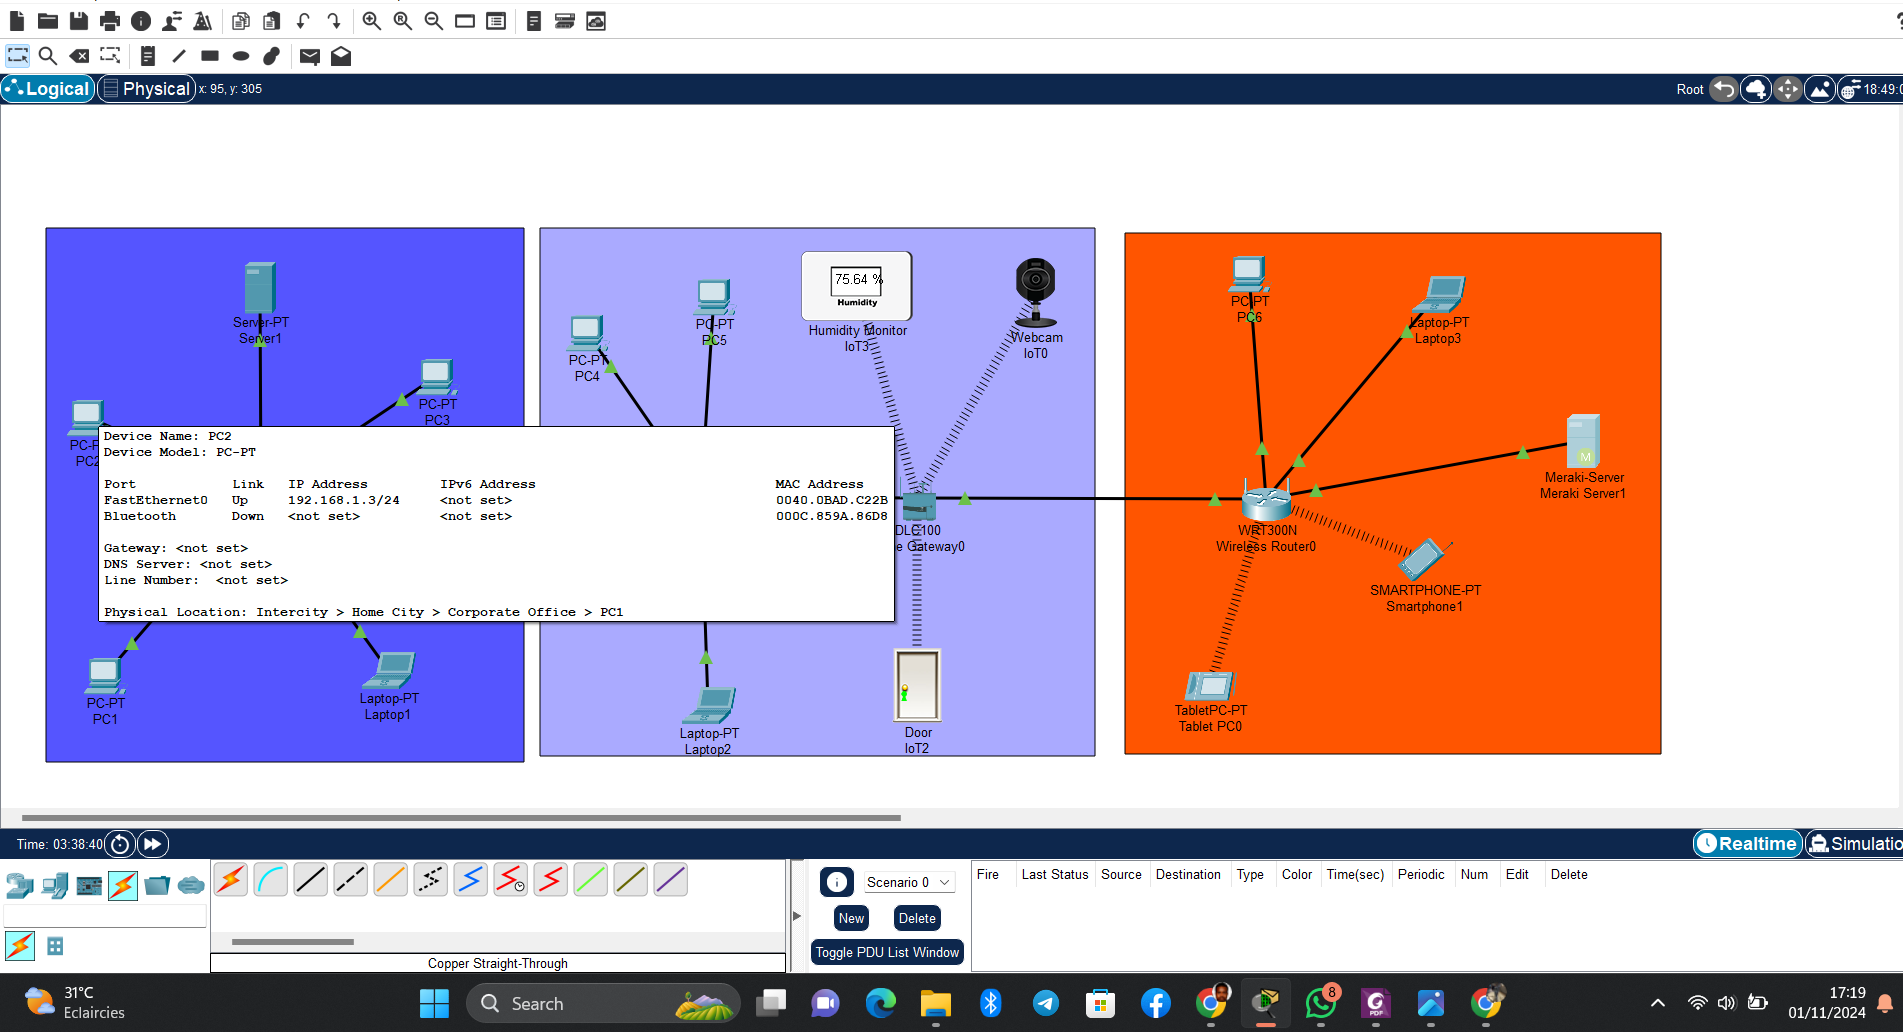 Logical
Physical
x: 95, y: 305
Root
18:49:0
Server-PT
Server1
PC-PT
PC3
PC-P
PC2
PC-PT
PC1
Laptop-PT
Laptop1
PC-PT
PC4
PC-PT
PC5
75.64 %
Humidity
Humidity Monitor
IoT3
Webcam
IoT0
Device Name: PC2
Device Model: PC-PT
Port Link IP Address IPv6 Address MAC Address
FastEthernet0 Up 192.168.1.3/24 <not set> 0040.0BAD.C22B
Bluetooth Down <not set> <not set> 000C.859A.86D8
Gateway: <not set>
DNS Server: <not set>
Line Number: <not set>
Physical Location: Intercity > Home City > Corporate Office > PC1
DLC100
e Gateway0
Laptop-PT
Laptop2
Door
IoT2
PC-PT
PC6
Laptop-PT
Laptop3
M
Meraki-Server
Meraki Server1
WRT300N
Wireless Router0
SMARTPHONE-PT
Smartphone1
TabletPC-PT
Tablet PC0
Time: 03:38:40
Realtime
Simulatio
Scenario 0
New
Delete
Toggle PDU List Window
Copper Straight-Through
Fire Last Status Source Destination Type Color Time(sec) Periodic Num Edit Delete
31°C
Eclaircies
Search
8
PDF
17:19
01/11/2024